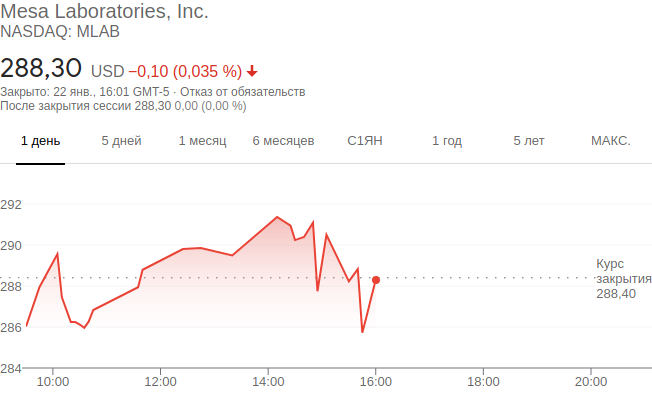 Mesa Laboratories, Inc.
NASDAQ: MLAB
288,30 USD −0,10 (0,035 %)
Закрыто: 22 янв., 16:01 GMT-5 · Отказ от обязательств
После закрытия сессии 288,30 0,00 (0,00 %)
1 день 5 дней 1 месяц 6 месяцев С1ЯН 1 год 5 лет МАКС.
292
290
Курс
закрытия
288
288,40
286
284
10:00 12:00 14:00 16:00 18:00 20:00